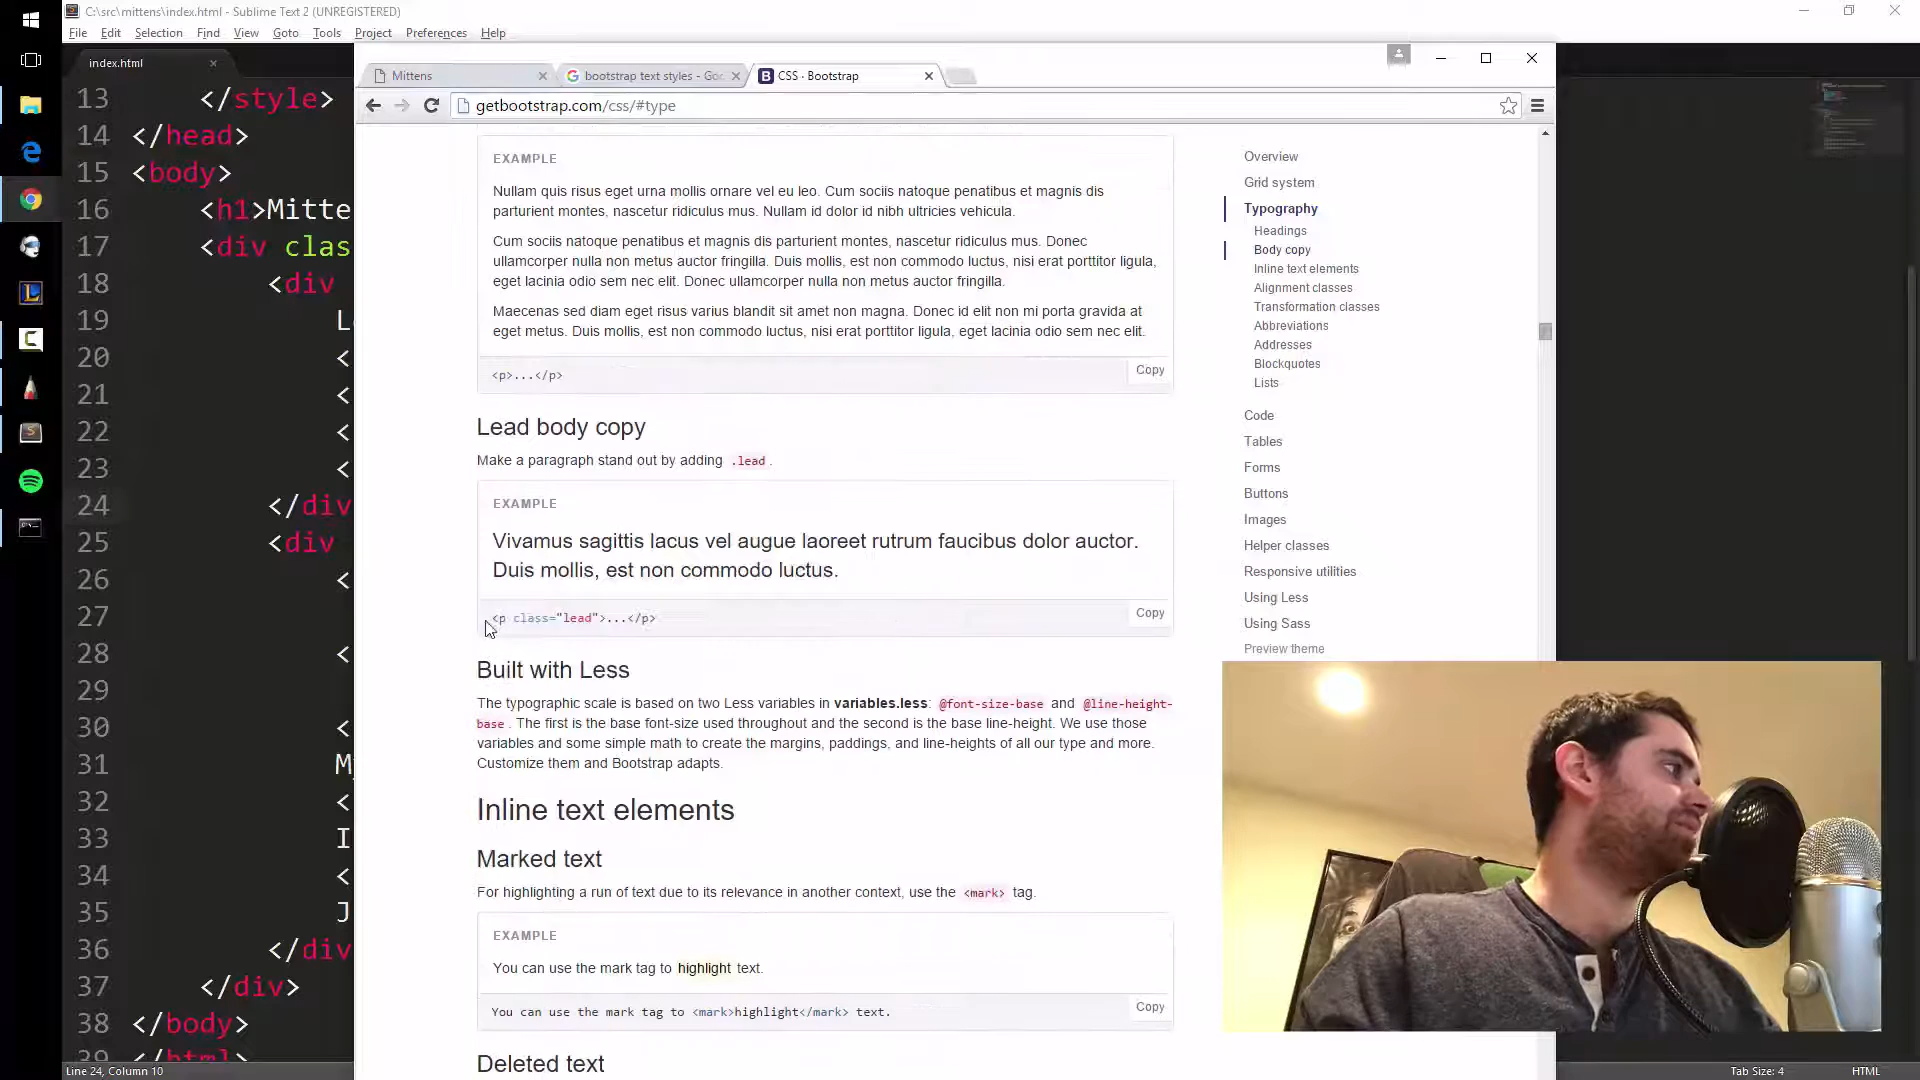 C:\src\mittens\index.html - Sublime Text 2 (UNREGISTERED)
File Edit Selection Find View Goto Tools Project Preferences Help
index.html
Mittens
bootstrap text styles - Goo
CSS · Bootstrap
getbootstrap.com/css/#type
13 </style>
14 </head>
15 <body>
16 <h1>Mitte
17 <div clas
18 <div
19 L
20 <
21 <
22 <
23 <
24 </div
25 <div
26 <
27
28 <
29
30 <
31 My
32 <
33 I
34 <
35 J
36 </div
37 </div>
38 </body>
39 </html>
Line 24, Column 10
EXAMPLE
Nullam quis risus eget urna mollis ornare vel eu leo. Cum sociis natoque penatibus et magnis dis
parturient montes, nascetur ridiculus mus. Nullam id dolor id nibh ultricies vehicula.
Cum sociis natoque penatibus et magnis dis parturient montes, nascetur ridiculus mus. Donec
ullamcorper nulla non metus auctor fringilla. Duis mollis, est non commodo luctus, nisi erat porttitor ligula,
eget lacinia odio sem nec elit. Donec ullamcorper nulla non metus auctor fringilla.
Maecenas sed diam eget risus varius blandit sit amet non magna. Donec id elit non mi porta gravida at
eget metus. Duis mollis, est non commodo luctus, nisi erat porttitor ligula, eget lacinia odio sem nec elit.
<p>...</p>
Copy
Lead body copy
Make a paragraph stand out by adding .lead .
EXAMPLE
Vivamus sagittis lacus vel augue laoreet rutrum faucibus dolor auctor.
Duis mollis, est non commodo luctus.
<p class="lead">...</p>
Copy
Built with Less
The typographic scale is based on two Less variables in variables.less: @font-size-base and @line-height-
base . The first is the base font-size used throughout and the second is the base line-height. We use those
variables and some simple math to create the margins, paddings, and line-heights of all our type and more.
Customize them and Bootstrap adapts.
Inline text elements
Marked text
For highlighting a run of text due to its relevance in another context, use the <mark> tag.
EXAMPLE
You can use the mark tag to highlight text.
You can use the mark tag to <mark>highlight</mark> text.
Copy
Deleted text
Overview
Grid system
Typography
Headings
Body copy
Inline text elements
Alignment classes
Transformation classes
Abbreviations
Addresses
Blockquotes
Lists
Code
Tables
Forms
Buttons
Images
Helper classes
Responsive utilities
Using Less
Using Sass
Preview theme
Tab Size: 4
HTML